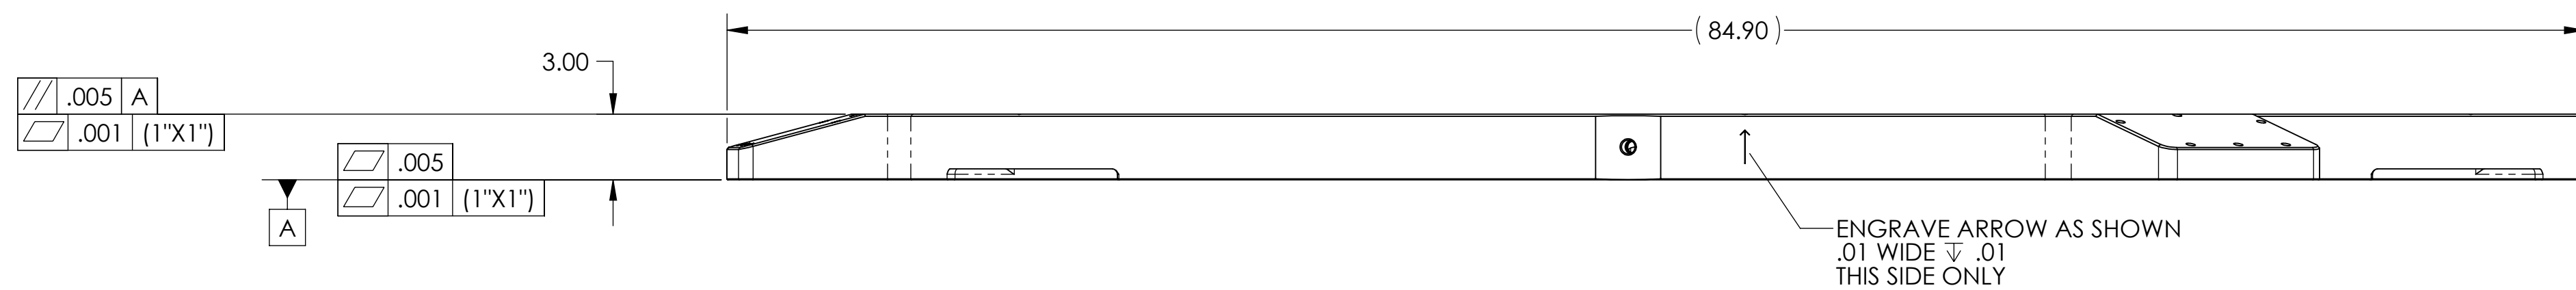 ( 84.90 )
3.00
// .005 A
⏥ .001 (1"X1")
⏥ .005
⏥ .001 (1"X1")
A
ENGRAVE ARROW AS SHOWN
.01 WIDE ↧ .01
THIS SIDE ONLY